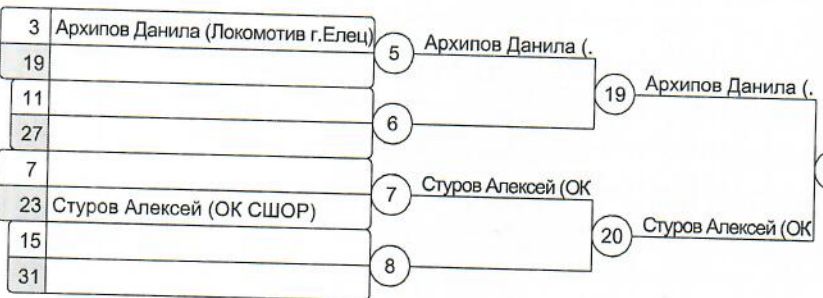 3 Архипов Данила (Локомотив г.Елец)
19
11
27
7
23 Стуров Алексей (ОК СШОР)
15
31
5 Архипов Данила (.
6
7 Стуров Алексей (ОК
8
19 Архипов Данила (.
20 Стуров Алексей (ОК